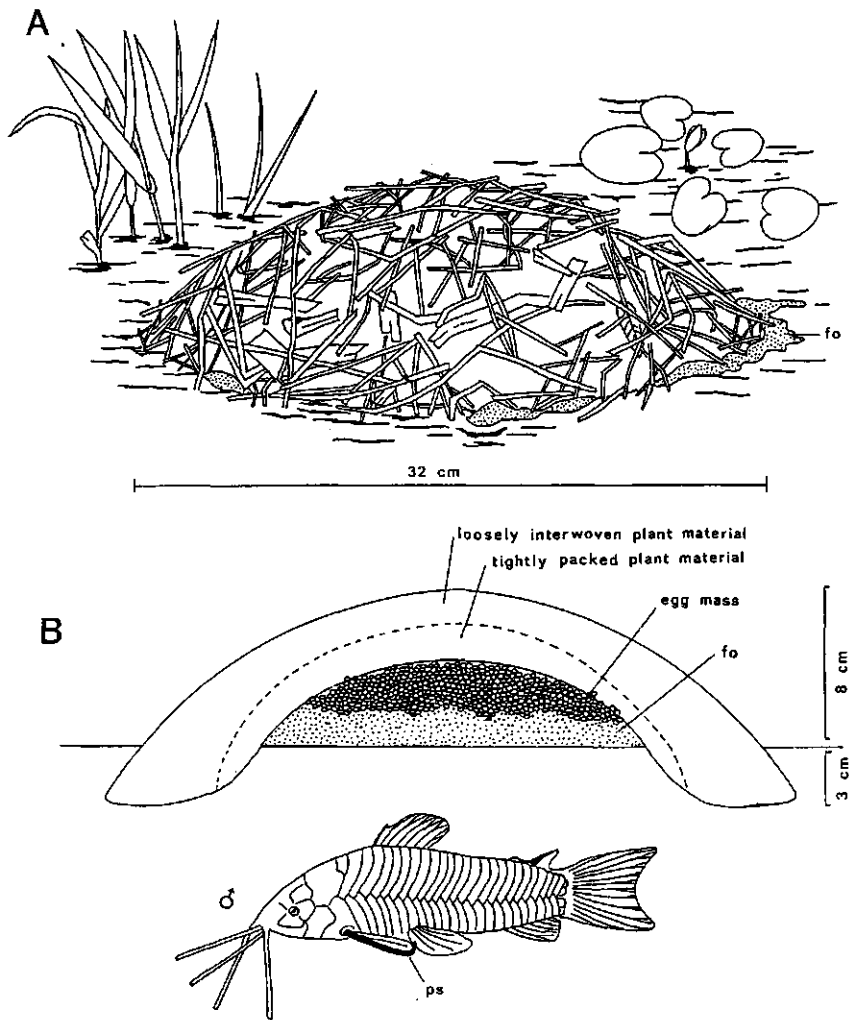 A
fo
32 cm
loosely interwoven plant material
tightly packed plant material
egg mass
B
fo
8 cm
3 cm
♂
ps